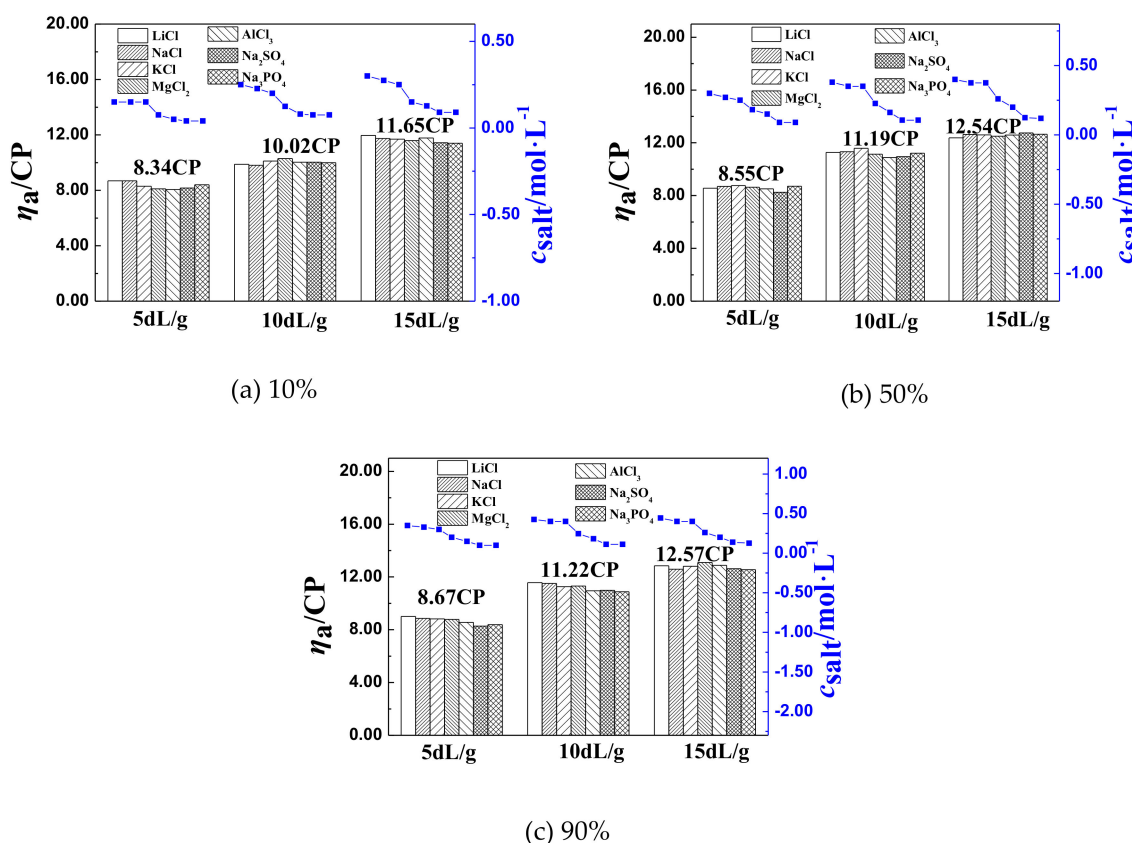 20.00
16.00
12.00
8.00
4.00
0.00
ηa/CP
LiCl
NaCl
KCl
MgCl2
AlCl3
Na2SO4
Na3PO4
8.34CP
10.02CP
11.65CP
5dL/g
10dL/g
15dL/g
0.50
0.25
0.00
-0.25
-0.50
-1.00
csalt/mol·L-1
(a) 10%
20.00
16.00
12.00
8.00
4.00
0.00
ηa/CP
LiCl
NaCl
KCl
MgCl2
AlCl3
Na2SO4
Na3PO4
8.55CP
11.19CP
12.54CP
5dL/g
10dL/g
15dL/g
0.50
0.00
-0.50
-1.00
csalt/mol·L-1
(b) 50%
20.00
16.00
12.00
8.00
4.00
0.00
ηa/CP
LiCl
NaCl
KCl
MgCl2
AlCl3
Na2SO4
Na3PO4
8.67CP
11.22CP
12.57CP
5dL/g
10dL/g
15dL/g
1.00
0.50
0.00
-0.50
-1.00
-2.00
csalt/mol·L-1
(c) 90%